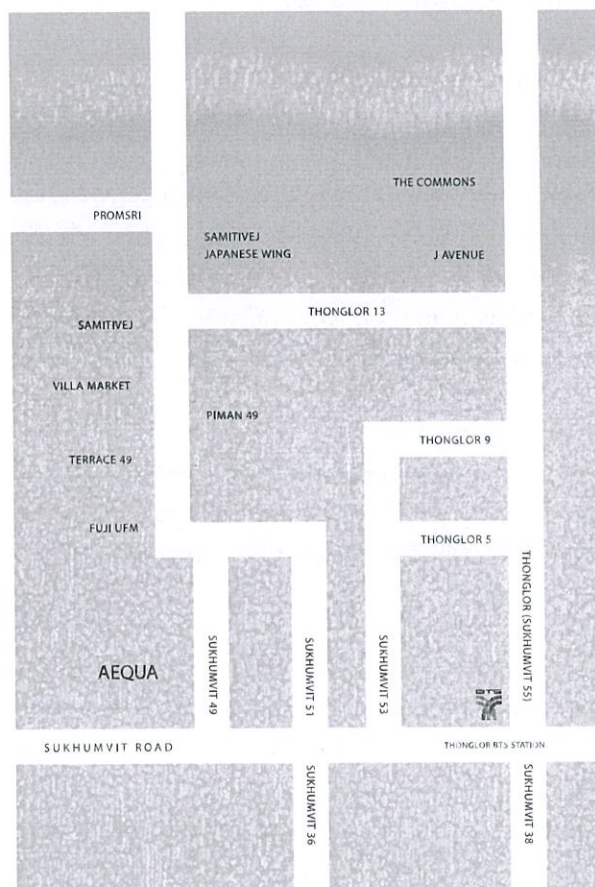 THE COMMONS
PROMSRI
SAMITIVEJ
JAPANESE WING
J AVENUE
THONGLOR 13
SAMITIVEJ
VILLA MARKET
PIMAN 49
THONGLOR 9
TERRACE 49
FUJI UFM
THONGLOR 5
THONGLOR (SUKHUMVIT 55)
SUKHUMVIT 49
SUKHUMVIT 51
SUKHUMVIT 53
AEQUA
BTS
SUKHUMVIT ROAD
THONGLOR BTS STATION
SUKHUMVIT 36
SUKHUMVIT 38